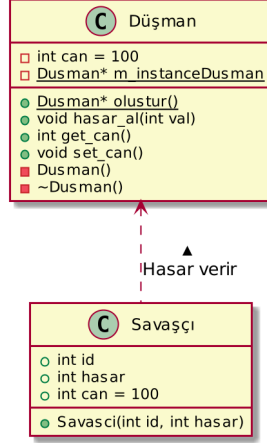 C Düşman
int can = 100
Dusman* m_instanceDusman
Dusman* olustur()
void hasar_al(int val)
int get_can()
void set_can()
Dusman()
~Dusman()
Hasar verir
C Savaşçı
int id
int hasar
int can = 100
Savasci(int id, int hasar)